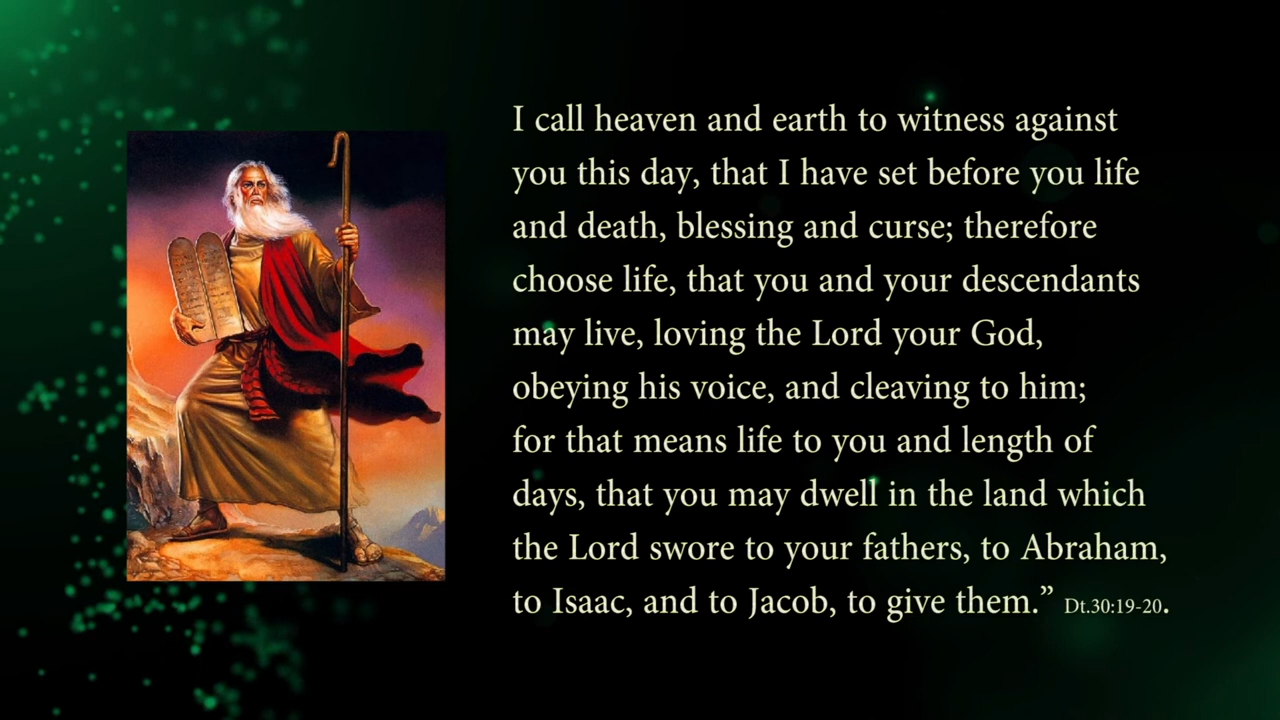 I call heaven and earth to witness against
you this day, that I have set before you life
and death, blessing and curse; therefore
choose life, that you and your descendants
may live, loving the Lord your God,
obeying his voice, and cleaving to him;
for that means life to you and length of
days, that you may dwell in the land which
the Lord swore to your fathers, to Abraham,
to Isaac, and to Jacob, to give them.” Dt.30:19-20.